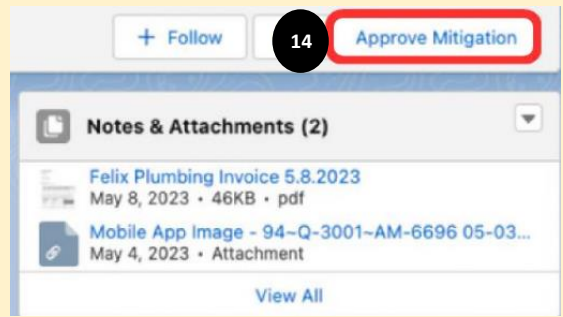 + Follow
14
Approve Mitigation
Notes & Attachments (2)
Felix Plumbing Invoice 5.8.2023
May 8, 2023 • 46KB • pdf
Mobile App Image - 94~Q-3001~AM-6696 05-03...
May 4, 2023 • Attachment
View All